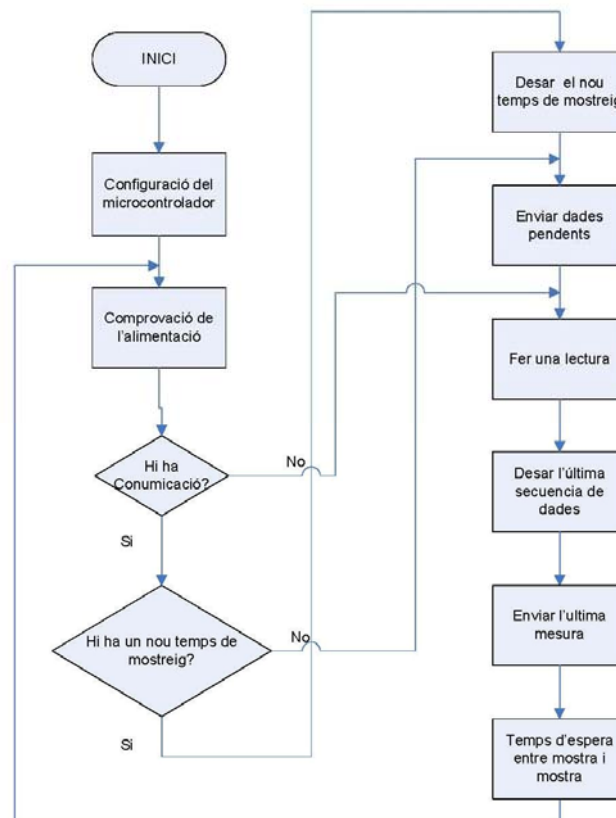 INICI
Configuració del
microcontrolador
Comprovació de
l'alimentació
Hi ha
Conumicació?
No
Si
Hi ha un nou temps de
mostreig?
No
Si
Desar el nou
temps de mostreig
Enviar dades
pendents
Fer una lectura
Desar l'última
secuencia de
dades
Enviar l'ultima
mesura
Temps d'espera
entre mostra i
mostra